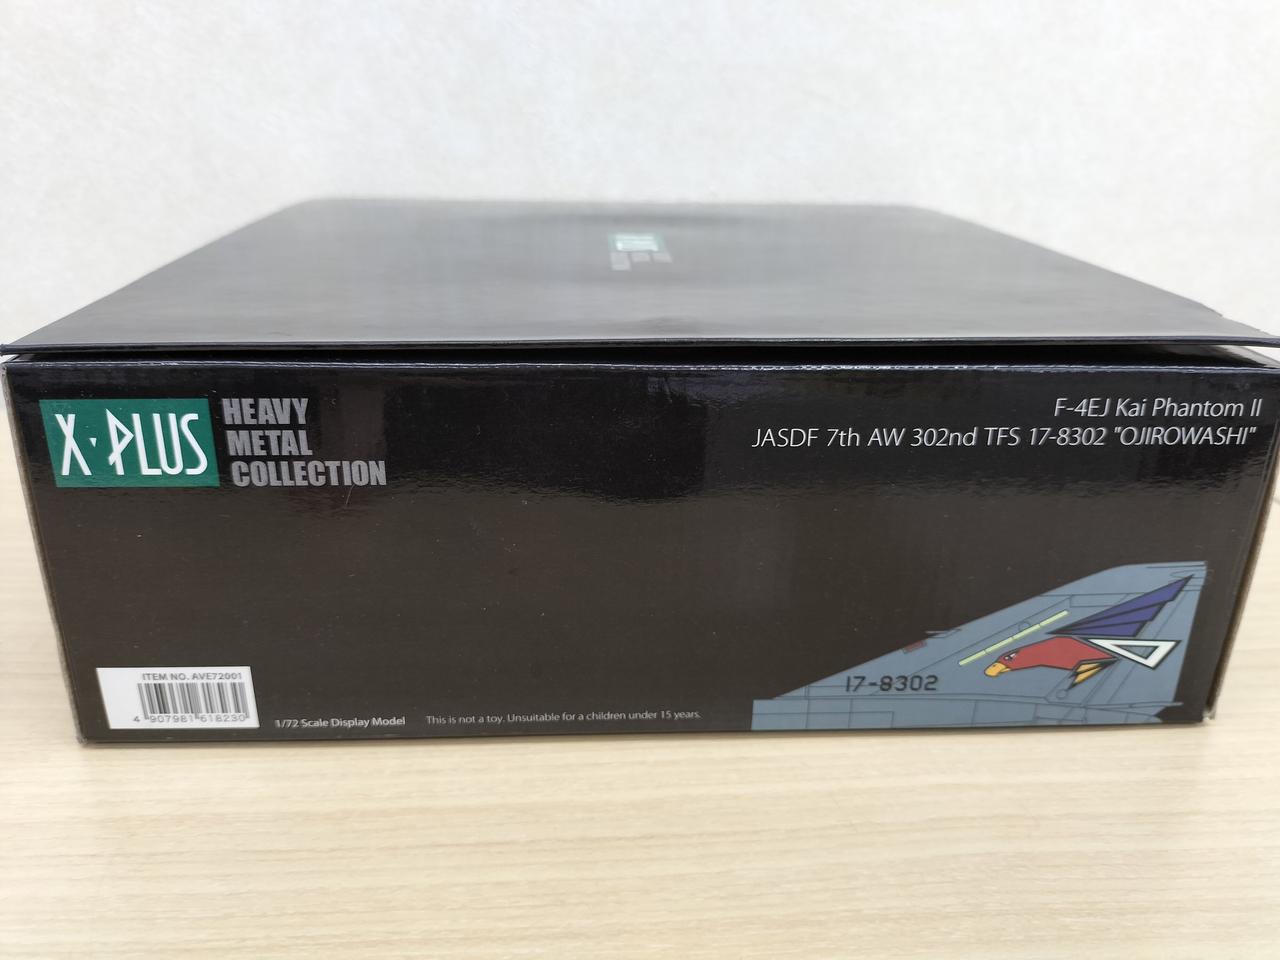 X·PLUS
HEAVY
METAL
COLLECTION
F-4EJ Kai Phantom II
JASDF 7th AW 302nd TFS 17-8302 "OJIROWASHI"
17-8302
ITEM NO. AVE72001
4 907981 618230
1/72 Scale Display Model
This is not a toy. Unsuitable for a children under 15 years.